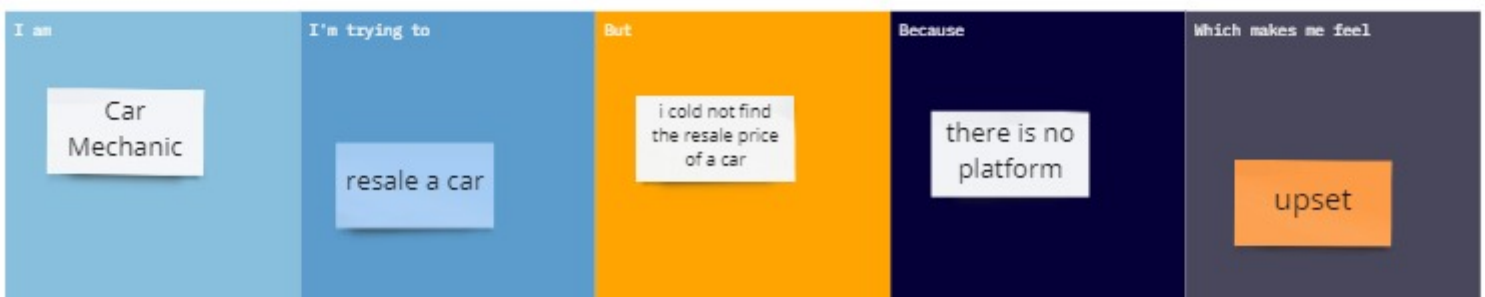 I am
Car
Mechanic
I'm trying to
resale a car
But
i cold not find
the resale price
of a car
Because
there is no
platform
Which makes me feel
upset